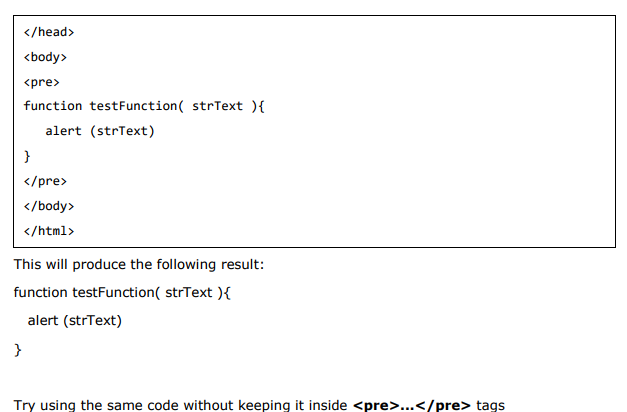 </head>
<body>
<pre>
function testFunction( strText ){
   alert (strText)
}
</pre>
</body>
</html>
This will produce the following result:
function testFunction( strText ){
   alert (strText)
}
Try using the same code without keeping it inside <pre>...</pre> tags